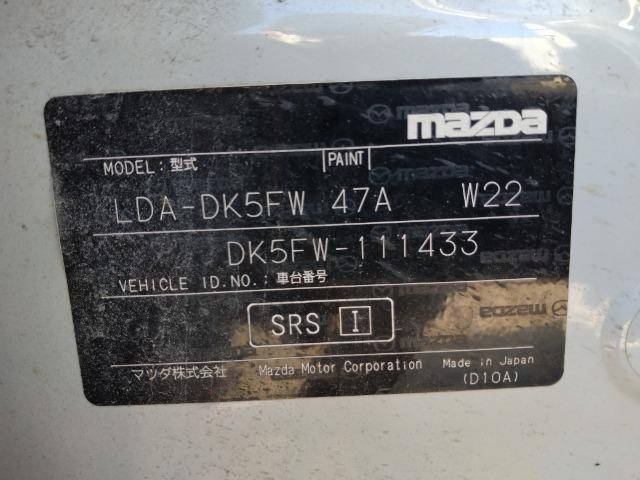 mazda
MODEL: 型式 PAINT
LDA-DK5FW 47A W22
DK5FW-111433
VEHICLE ID.NO.: 車台番号
SRS I
マツダ株式会社 Mazda Motor Corporation Made in Japan
(D10A)